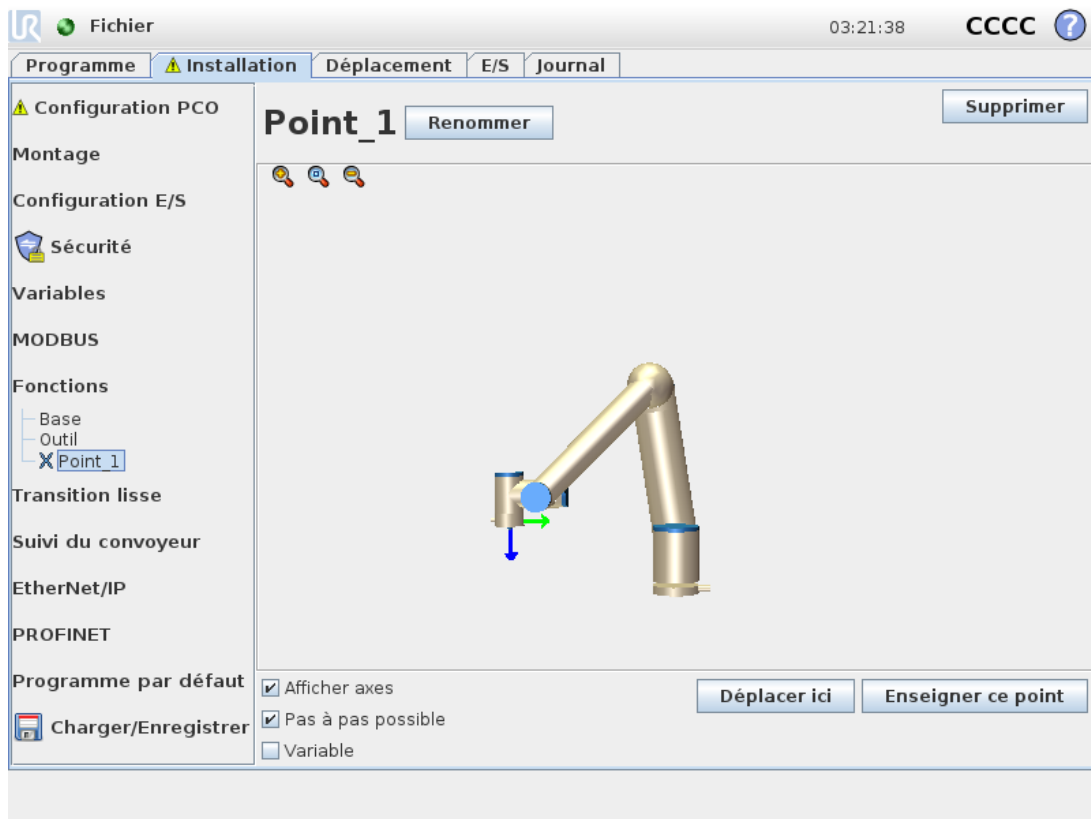 Fichier 03:21:38 CCCC ?
Programme Installation Déplacement E/S Journal
Configuration PCO
Montage
Configuration E/S
Sécurité
Variables
MODBUS
Fonctions
Base
Outil
Point_1
Transition lisse
Suivi du convoyeur
EtherNet/IP
PROFINET
Programme par défaut
Charger/Enregistrer
Point_1 Renommer Supprimer
Afficher axes
Pas à pas possible
Variable
Déplacer ici Enseigner ce point